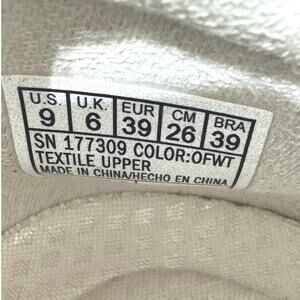 U.S. U.K. EUR CM BRA
9 6 39 26 39
SN 177309 COLOR:OFWT
TEXTILE UPPER
MADE IN CHINA/HECHO EN CHINA